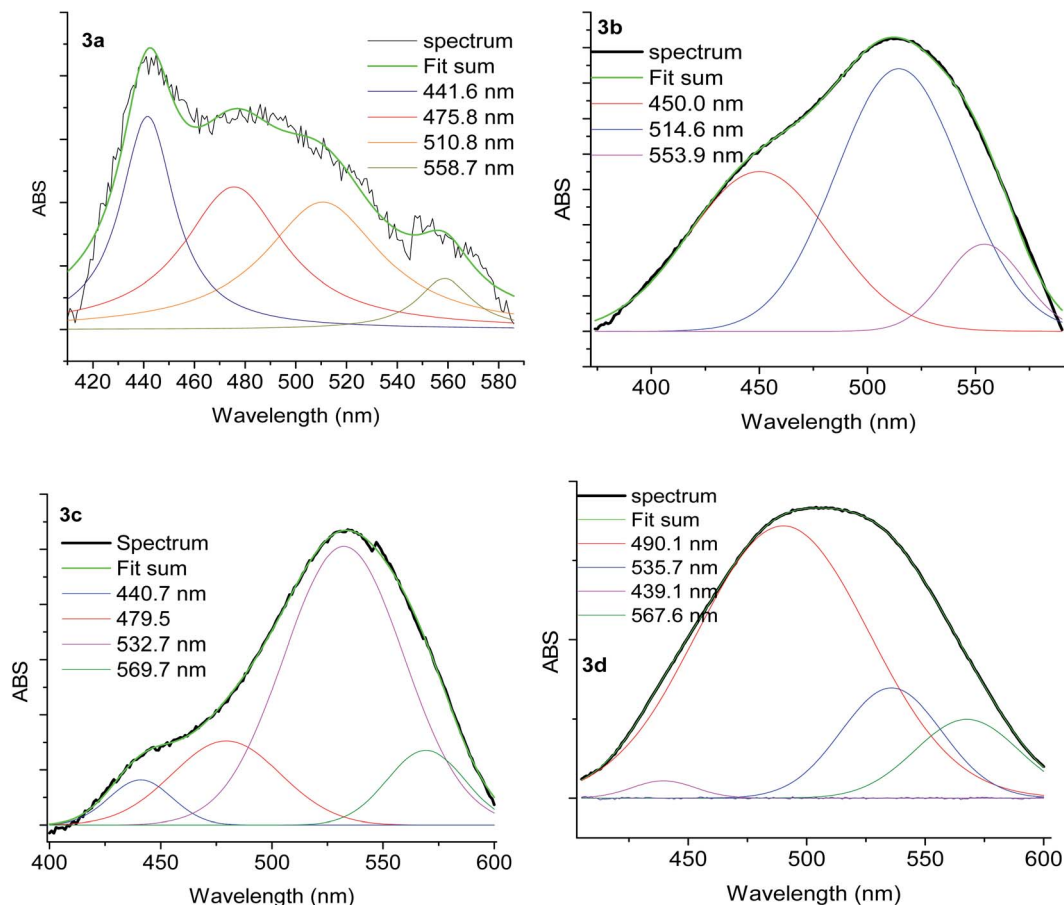 3a
spectrum
Fit sum
441.6 nm
475.8 nm
510.8 nm
558.7 nm
ABS
420 440 460 480 500 520 540 560 580
Wavelength (nm)
3b
spectrum
Fit sum
450.0 nm
514.6 nm
553.9 nm
ABS
400 450 500 550
Wavelength (nm)
3c
Spectrum
Fit sum
440.7 nm
479.5
532.7 nm
569.7 nm
ABS
400 450 500 550 600
Wavelength (nm)
spectrum
Fit sum
490.1 nm
535.7 nm
439.1 nm
567.6 nm
3d
ABS
450 500 550 600
Wavelength (nm)